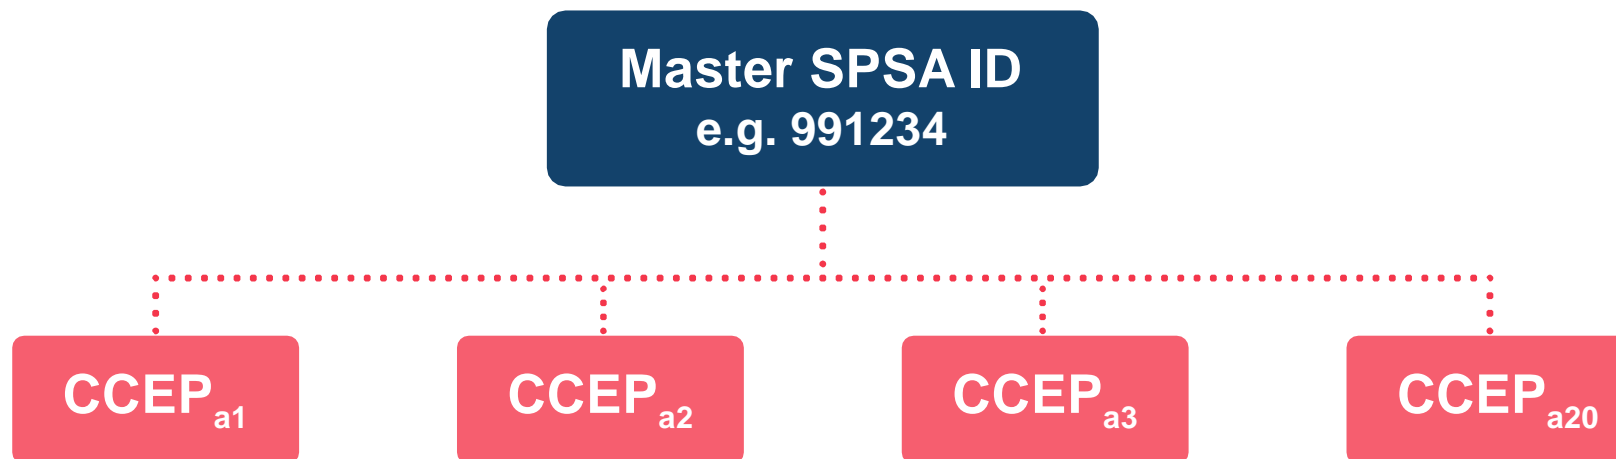 Master SPSA ID
e.g. 991234
CCEPa1
CCEPa2
CCEPa3
CCEPa20